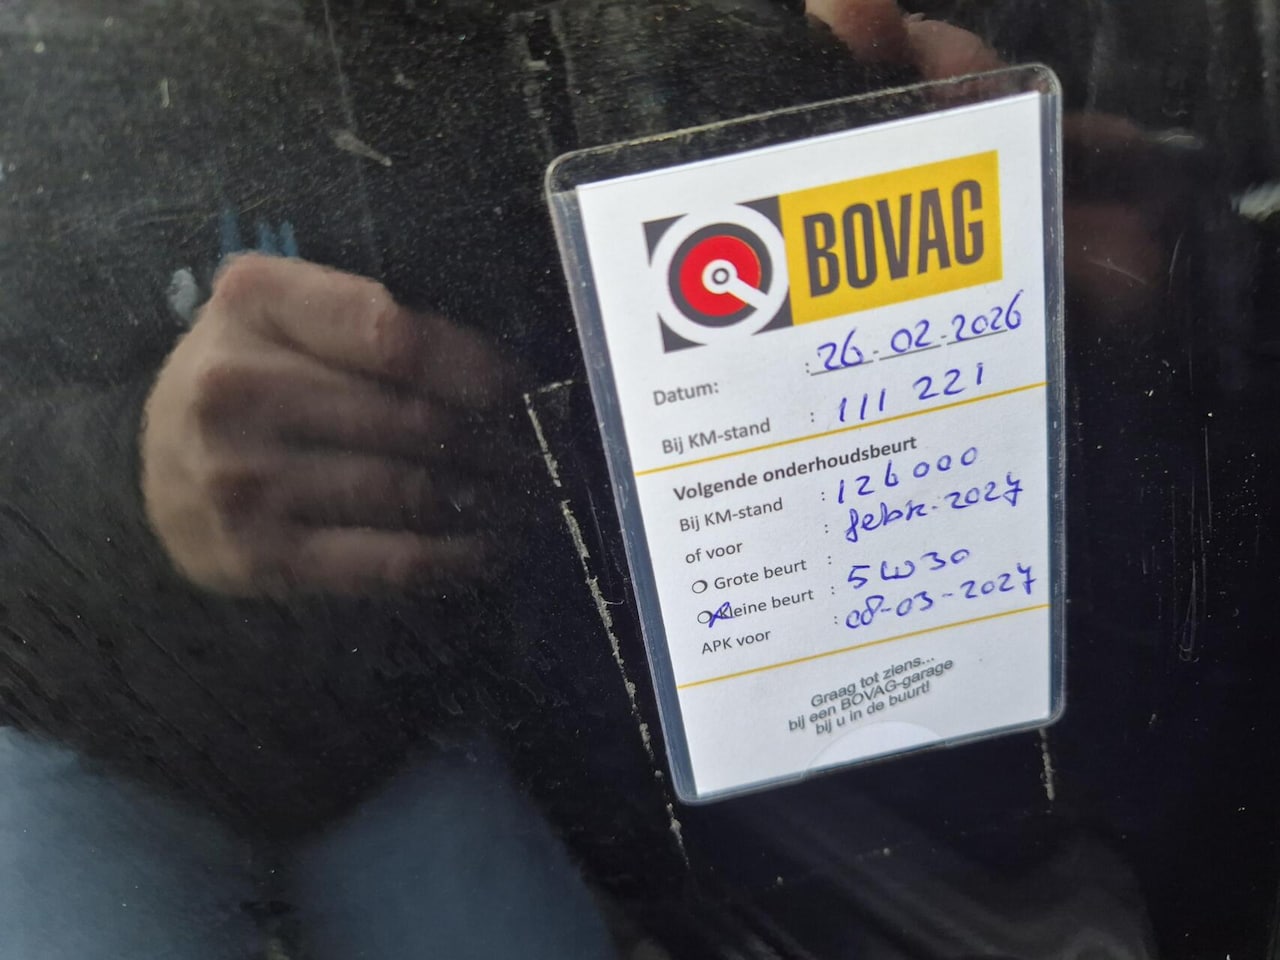 BOVAG
Datum: : 26-02-2026
Bij KM-stand : 111 221
Volgende onderhoudsbeurt
Bij KM-stand : 126000
of voor : febr. 2027
Grote beurt :
Kleine beurt : 5W30
APK voor : 08-03-2027
Graag tot ziens...
bij een BOVAG-garage
bij u in de buurt!